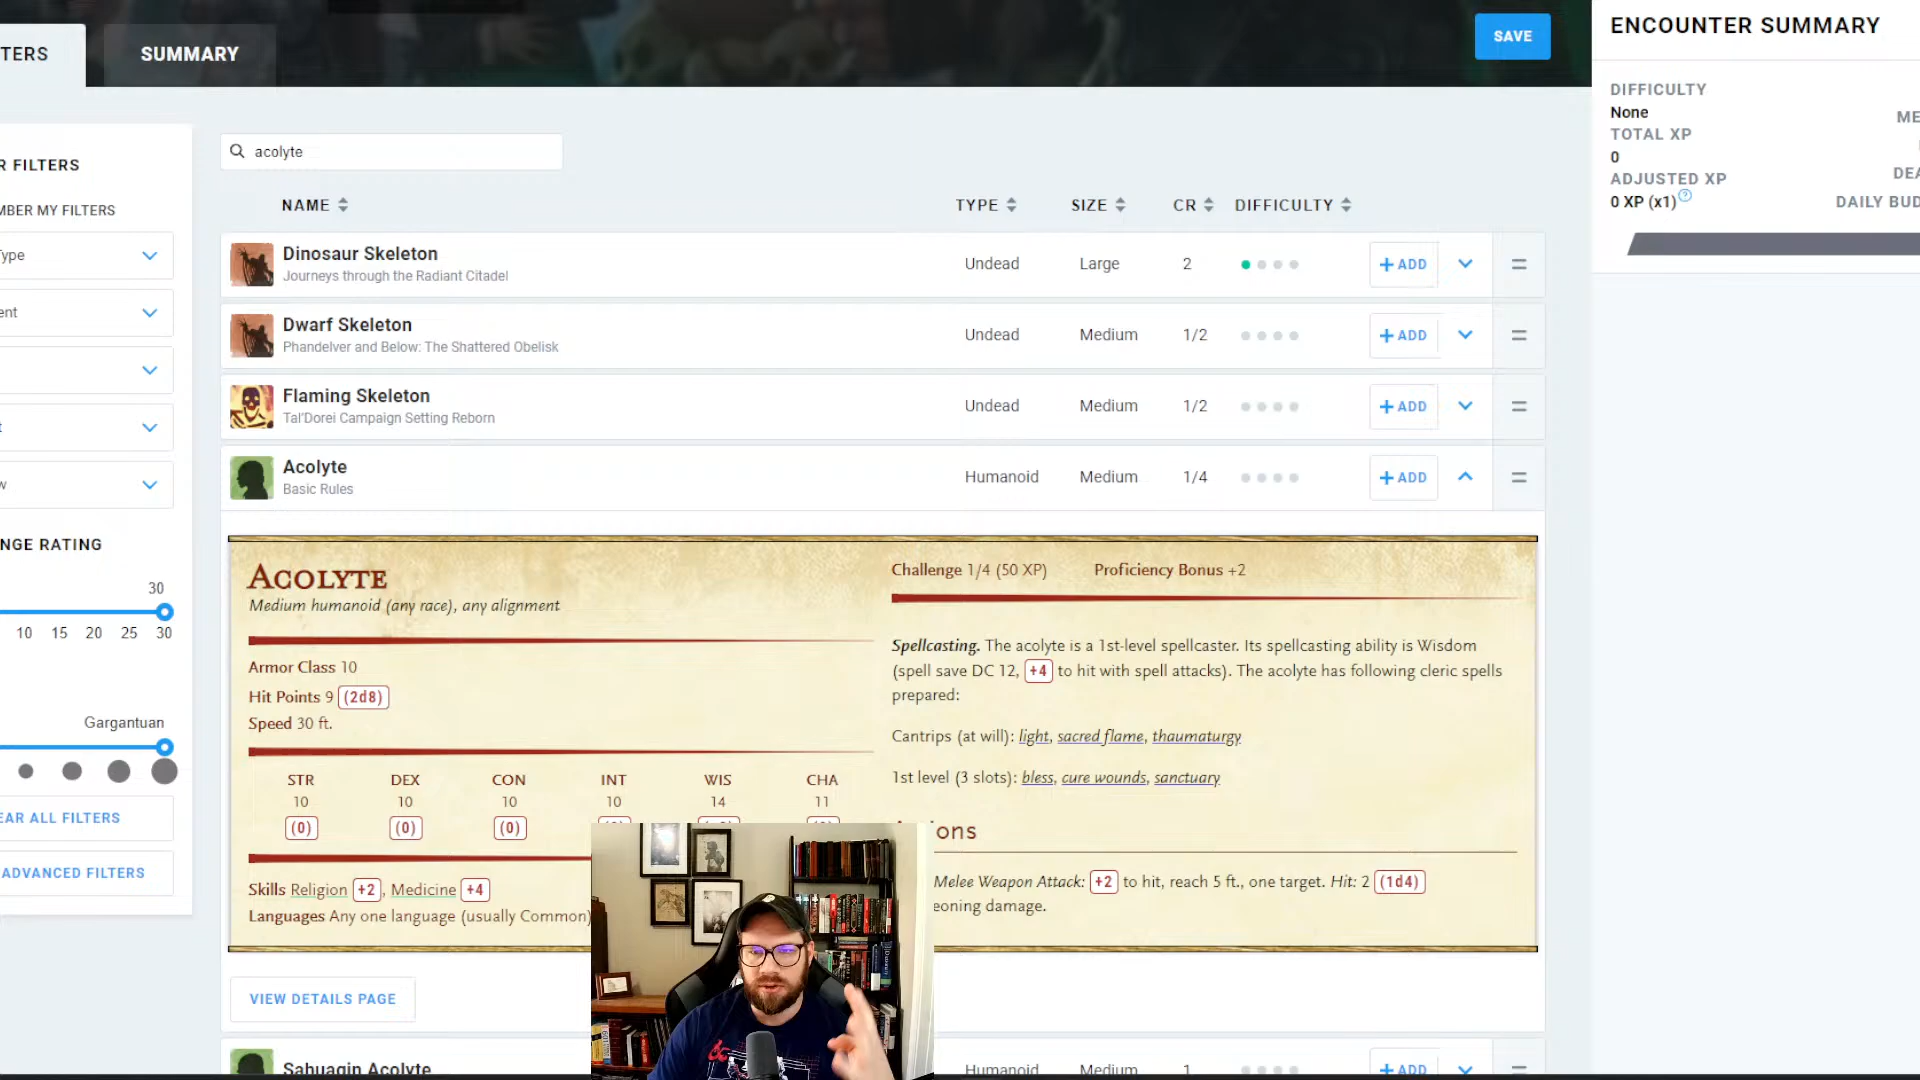 TERS
SUMMARY
SAVE
ENCOUNTER SUMMARY
DIFFICULTY
None
TOTAL XP
0
ADJUSTED XP
0 XP (x1)
ME
DEA
DAILY BUD
R FILTERS
MBER MY FILTERS
Type
ent
t
w
NGE RATING
30
10 15 20 25 30
Gargantuan
EAR ALL FILTERS
ADVANCED FILTERS
acolyte
NAME TYPE SIZE CR DIFFICULTY
Dinosaur Skeleton
Journeys through the Radiant Citadel
Undead Large 2 + ADD
Dwarf Skeleton
Phandelver and Below: The Shattered Obelisk
Undead Medium 1/2 + ADD
Flaming Skeleton
Tal'Dorei Campaign Setting Reborn
Undead Medium 1/2 + ADD
Acolyte
Basic Rules
Humanoid Medium 1/4 + ADD
ACOLYTE
Medium humanoid (any race), any alignment
Armor Class 10
Hit Points 9 (2d8)
Speed 30 ft.
STR DEX CON INT WIS CHA
10 10 10 10 14 11
(0) (0) (0)
Skills Religion +2, Medicine +4
Languages Any one language (usually Common)
Challenge 1/4 (50 XP) Proficiency Bonus +2
Spellcasting. The acolyte is a 1st-level spellcaster. Its spellcasting ability is Wisdom
(spell save DC 12, +4 to hit with spell attacks). The acolyte has following cleric spells
prepared:
Cantrips (at will): light, sacred flame, thaumaturgy
1st level (3 slots): bless, cure wounds, sanctuary
ons
Melee Weapon Attack: +2 to hit, reach 5 ft., one target. Hit: 2 (1d4)
eoning damage.
VIEW DETAILS PAGE
Sahuagin Acolyte
Humanoid Medium 1 + ADD